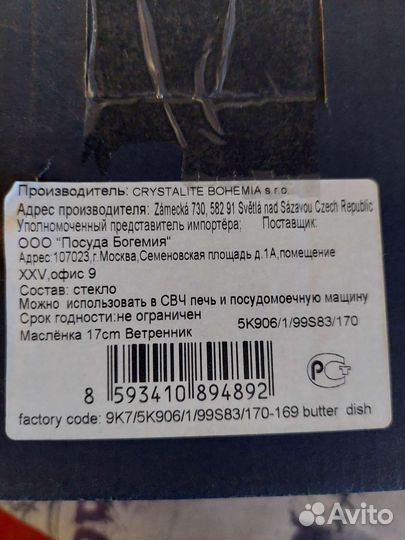 Производитель: CRYSTALITE BOHEMIA s.r.o.
Адрес производителя: Zámecká 730, 582 91 Světlá nad Sázavou Czech Republic
Уполномоченный представитель импортёра; Поставщик:
ООО "Посуда Богемия"
Адрес:107023,г.Москва,Семеновская площадь д.1А,помещение
XXV,офис 9
Состав: стекло
Можно использовать в СВЧ печь и посудомоечную мащину
Срок годности:не ограничен
5K906/1/99S83/170
Маслёнка 17cm Ветренник
8 593410 894892
РСТ
factory code: 9K7/5K906/1/99S83/170-169 butter dish
Avito